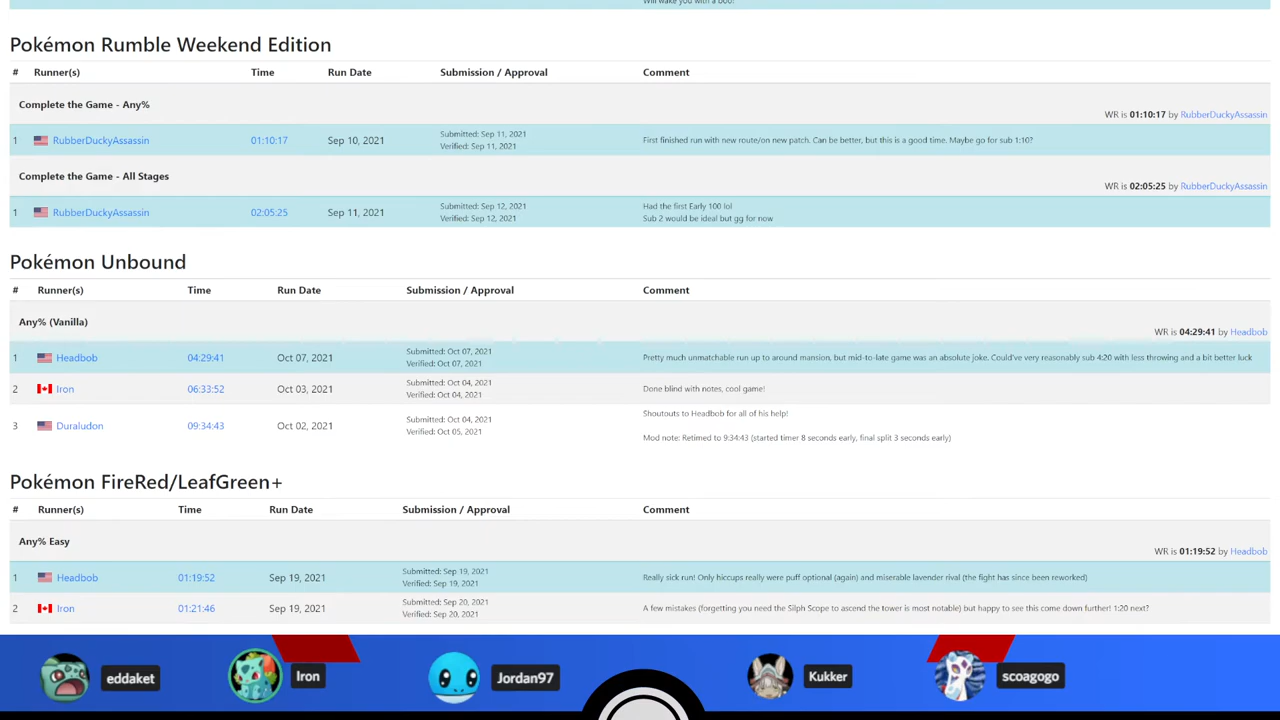 Will wake you with a boo!
Pokémon Rumble Weekend Edition
# Runner(s) Time Run Date Submission / Approval Comment
Complete the Game - Any%
WR is 01:10:17 by RubberDuckyAssassin
1 RubberDuckyAssassin 01:10:17 Sep 10, 2021 Submitted: Sep 11, 2021 First finished run with new route/on new patch. Can be better, but this is a good time. Maybe go for sub 1:10?
Verified: Sep 11, 2021
Complete the Game - All Stages
WR is 02:05:25 by RubberDuckyAssassin
1 RubberDuckyAssassin 02:05:25 Sep 11, 2021 Submitted: Sep 12, 2021 Had the first Early 100 lol
Verified: Sep 12, 2021 Sub 2 would be ideal but gg for now
Pokémon Unbound
# Runner(s) Time Run Date Submission / Approval Comment
Any% (Vanilla)
WR is 04:29:41 by Headbob
1 Headbob 04:29:41 Oct 07, 2021 Submitted: Oct 07, 2021 Pretty much unmatchable run up to around mansion, but mid-to-late game was an absolute joke. Could've very reasonably sub 4:20 with less throwing and a bit better luck
Verified: Oct 07, 2021
2 Iron 06:33:52 Oct 03, 2021 Submitted: Oct 04, 2021 Done blind with notes, cool game!
Verified: Oct 04, 2021
3 Duraludon 09:34:43 Oct 02, 2021 Submitted: Oct 04, 2021 Shoutouts to Headbob for all of his help!
Verified: Oct 05, 2021 Mod note: Retimed to 9:34:43 (started timer 8 seconds early, final split 3 seconds early)
Pokémon FireRed/LeafGreen+
# Runner(s) Time Run Date Submission / Approval Comment
Any% Easy
WR is 01:19:52 by Headbob
1 Headbob 01:19:52 Sep 19, 2021 Submitted: Sep 19, 2021 Really sick run! Only hiccups really were puff optional (again) and miserable lavender rival (the fight has since been reworked)
Verified: Sep 19, 2021
2 Iron 01:21:46 Sep 19, 2021 Submitted: Sep 20, 2021 A few mistakes (forgetting you need the Silph Scope to ascend the tower is most notable) but happy to see this come down further! 1:20 next?
Verified: Sep 20, 2021
eddaket Iron Jordan97 Kukker scoagogo